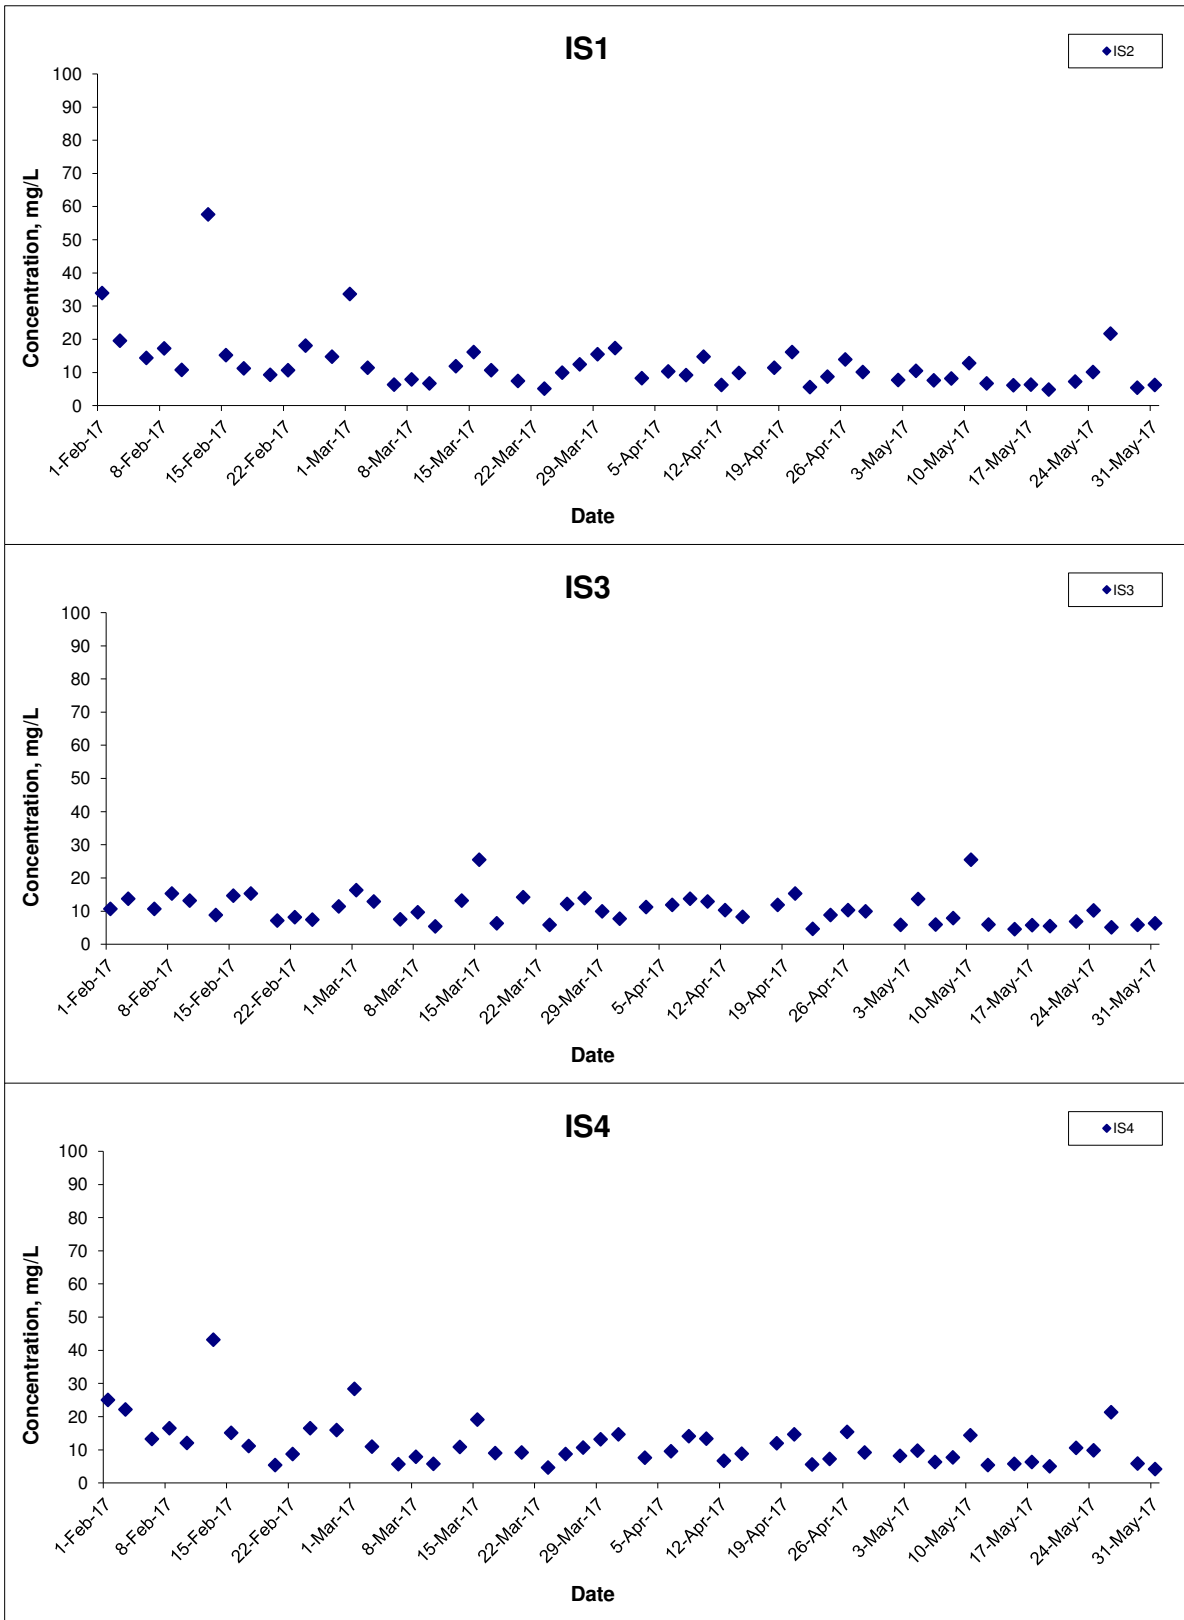 IS1
IS2
100
90
80
70
60
50
40
30
20
10
0
Concentration, mg/L
1-Feb-17
8-Feb-17
15-Feb-17
22-Feb-17
1-Mar-17
8-Mar-17
15-Mar-17
22-Mar-17
29-Mar-17
5-Apr-17
12-Apr-17
19-Apr-17
26-Apr-17
3-May-17
10-May-17
17-May-17
24-May-17
31-May-17
Date
IS3
IS3
100
90
80
70
60
50
40
30
20
10
0
Concentration, mg/L
1-Feb-17
8-Feb-17
15-Feb-17
22-Feb-17
1-Mar-17
8-Mar-17
15-Mar-17
22-Mar-17
29-Mar-17
5-Apr-17
12-Apr-17
19-Apr-17
26-Apr-17
3-May-17
10-May-17
17-May-17
24-May-17
31-May-17
Date
IS4
IS4
100
90
80
70
60
50
40
30
20
10
0
Concentration, mg/L
1-Feb-17
8-Feb-17
15-Feb-17
22-Feb-17
1-Mar-17
8-Mar-17
15-Mar-17
22-Mar-17
29-Mar-17
5-Apr-17
12-Apr-17
19-Apr-17
26-Apr-17
3-May-17
10-May-17
17-May-17
24-May-17
31-May-17
Date